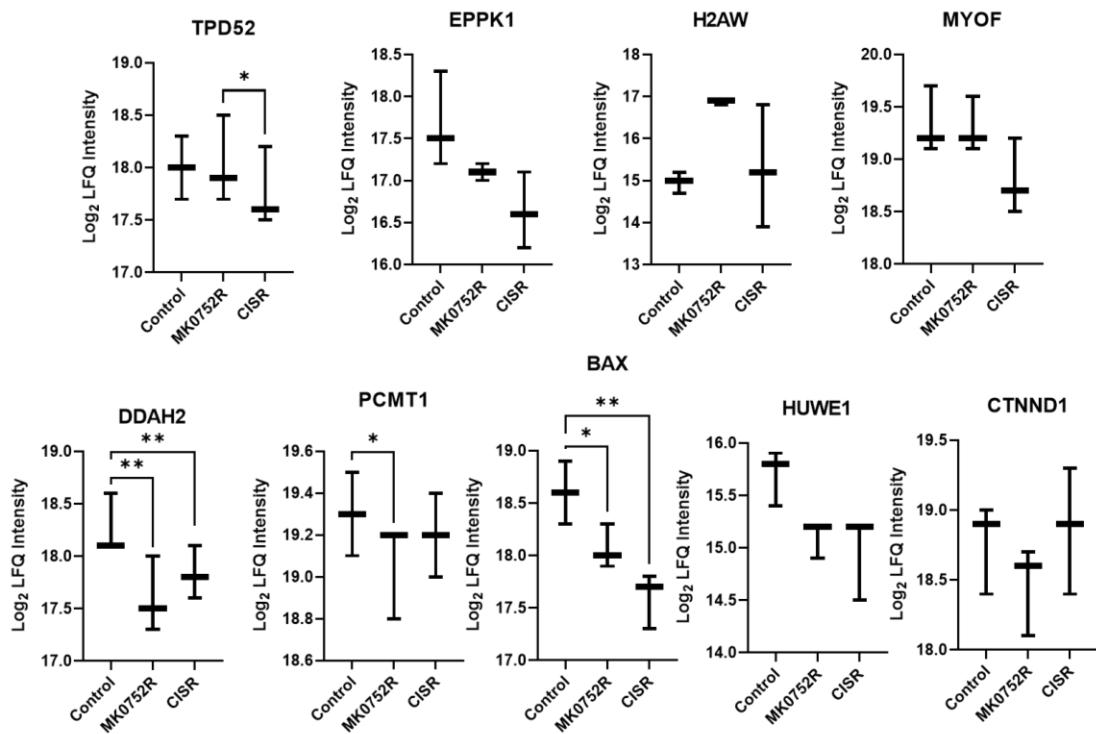 TPD52
Log₂ LFQ Intensity
19.0
18.5
18.0
17.5
17.0
*
Control
MK0752R
CISR
EPPK1
Log₂ LFQ Intensity
18.5
17.5
17.0
16.0
Control
MK0752R
CISR
H2AW
Log₂ LFQ Intensity
17
16
15
14
13
Control
MK0752R
CISR
MYOF
Log₂ LFQ Intensity
20.0
19.5
19.0
18.5
18.0
Control
MK0752R
CISR
DDAH2
Log₂ LFQ Intensity
19.0
18.5
18.0
17.5
17.0
**
**
Control
MK0752R
CISR
PCMT1
Log₂ LFQ Intensity
19.6
19.4
19.2
19.0
18.8
18.6
*
Control
MK0752R
CISR
BAX
Log₂ LFQ Intensity
19.0
18.5
18.0
17.5
17.0
**
*
Control
MK0752R
CISR
HUWE1
Log₂ LFQ Intensity
16.0
15.5
15.0
14.5
14.0
Control
MK0752R
CISR
CTNND1
Log₂ LFQ Intensity
19.5
19.0
18.5
18.0
Control
MK0752R
CISR